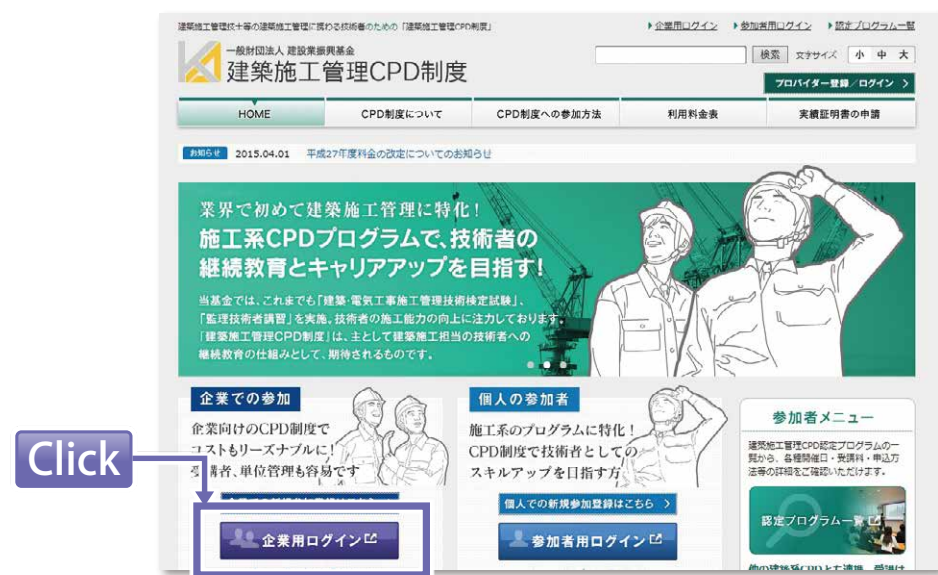 建築施工管理技士等の建築施工管理に携わる技術者のための「建築施工管理CPD制度」
企業用ログイン 参加者用ログイン 認定プログラム一覧
一般財団法人 建設業振興基金
建築施工管理CPD制度
検索 文字サイズ 小 中 大
プロバイダー登録/ログイン
HOME CPD制度について CPD制度への参加方法 利用料金表 実績証明書の申請
お知らせ 2015.04.01 平成27年度料金の改定についてのお知らせ
業界で初めて建築施工管理に特化!
施工系CPDプログラムで、技術者の
継続教育とキャリアアップを目指す!
当基金では、これまでも「建築・電気工事施工管理技術検定試験」、
「監理技術者講習」を実施。技術者の施工能力の向上に注力しております。
「建築施工管理CPD制度」は、主として建築施工担当の技術者への
継続教育の仕組みとして、期待されるものです。
企業での参加
企業向けのCPD制度で
コストもリーズナブルに!
受講者、単位管理も容易です
企業用ログイン
Click
個人の参加者
施工系のプログラムに特化!
CPD制度で技術者としての
スキルアップを目指す方
個人での新規参加登録はこちら
参加者用ログイン
参加者メニュー
建築施工管理CPD認定プログラムの一
覧から、各種開催日・受講料・申込方
法等の詳細をご確認いただけます。
認定プログラム一覧
他の建築系CPDとも連携、受講は